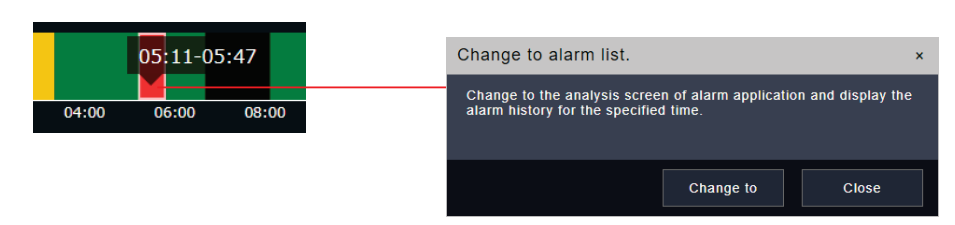 05:11-05:47
04:00 06:00 08:00
Change to alarm list. ×
Change to the analysis screen of alarm application and display the
alarm history for the specified time.
Change to Close